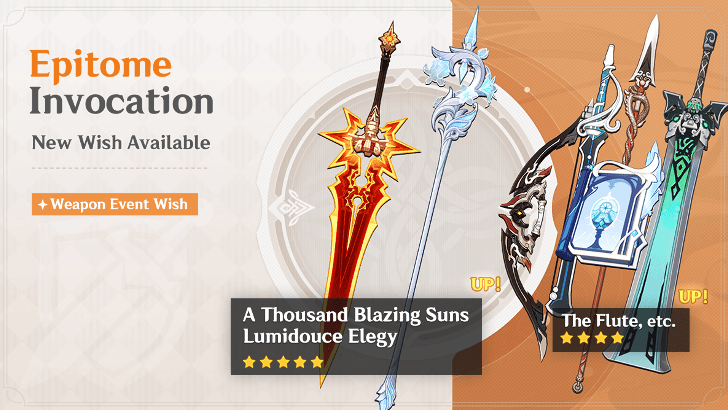 Epitome
Invocation
New Wish Available
Weapon Event Wish
UP!
A Thousand Blazing Suns
Lumidouce Elegy
UP!
The Flute, etc.